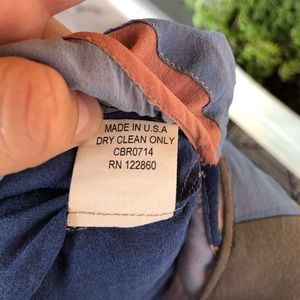 MADE IN U.S.A
DRY CLEAN ONLY
CBR0714
RN 122860